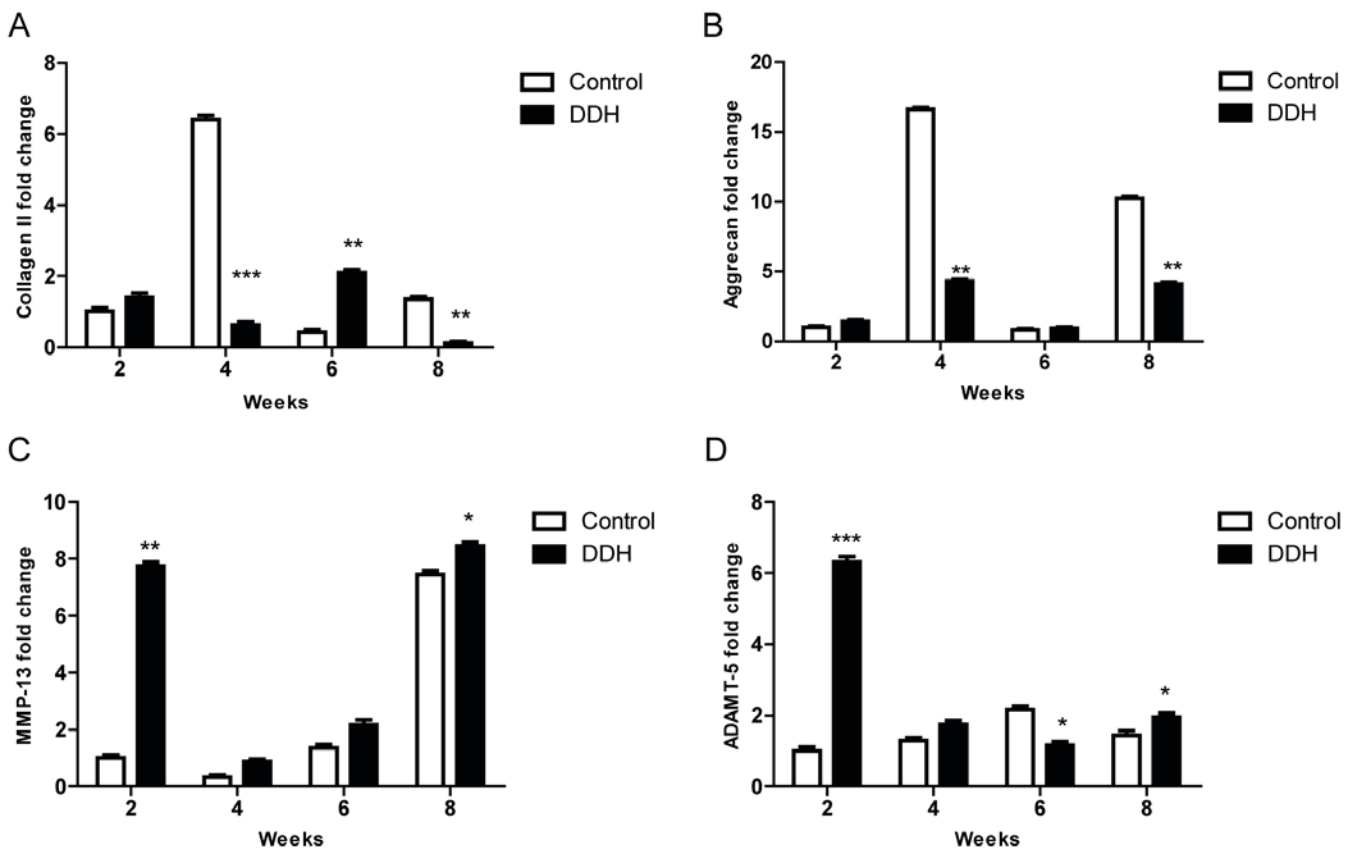 A
Collagen II fold change
8
6
4
2
0
***
**
**
2 4 6 8
Weeks
Control
DDH
B
Aggrecan fold change
20
15
10
5
0
**
**
2 4 6 8
Weeks
Control
DDH
C
MMP-13 fold change
10
8
6
4
2
0
**
*
2 4 6 8
Weeks
Control
DDH
D
ADAMT-5 fold change
8
6
4
2
0
***
*
*
2 4 6 8
Weeks
Control
DDH